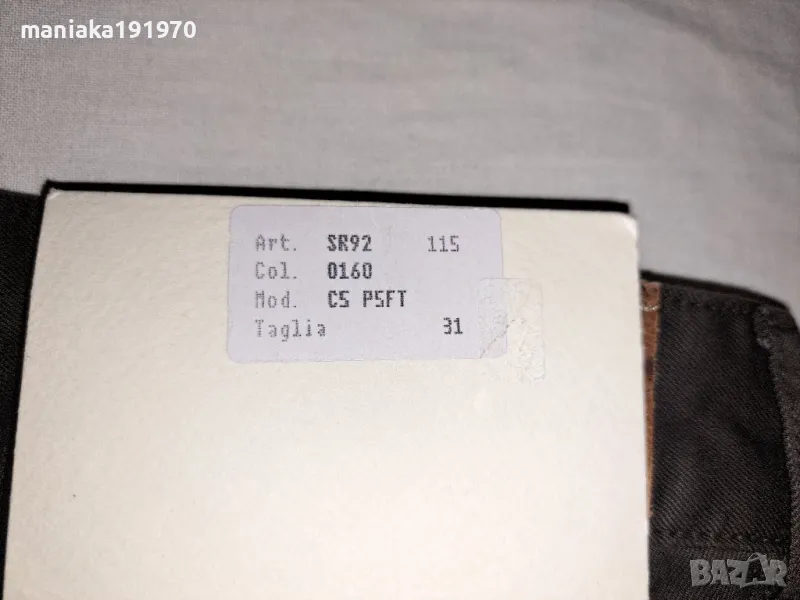 maniaka191970
Art. SR92 115
Col. 0160
Mod. C5 P5FT
Taglia 31
BAZAR